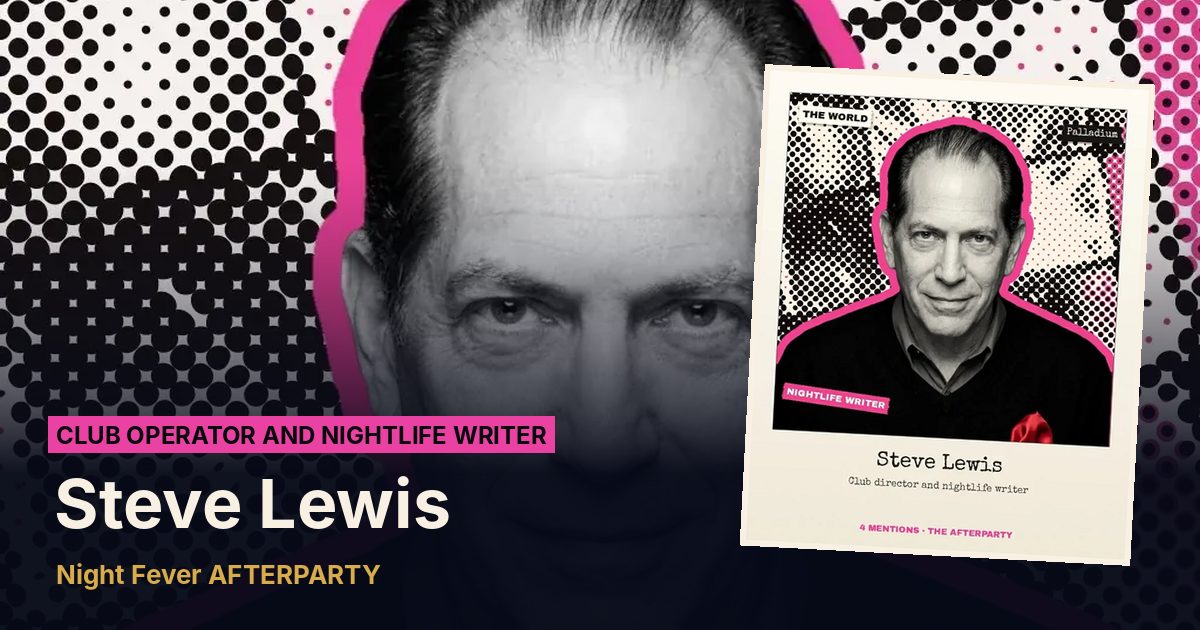 CLUB OPERATOR AND NIGHTLIFE WRITER
Steve Lewis
Night Fever AFTERPARTY
THE WORLD
Palladium
NIGHTLIFE WRITER
Steve Lewis
Club director and nightlife writer
4 MENTIONS · THE AFTERPARTY